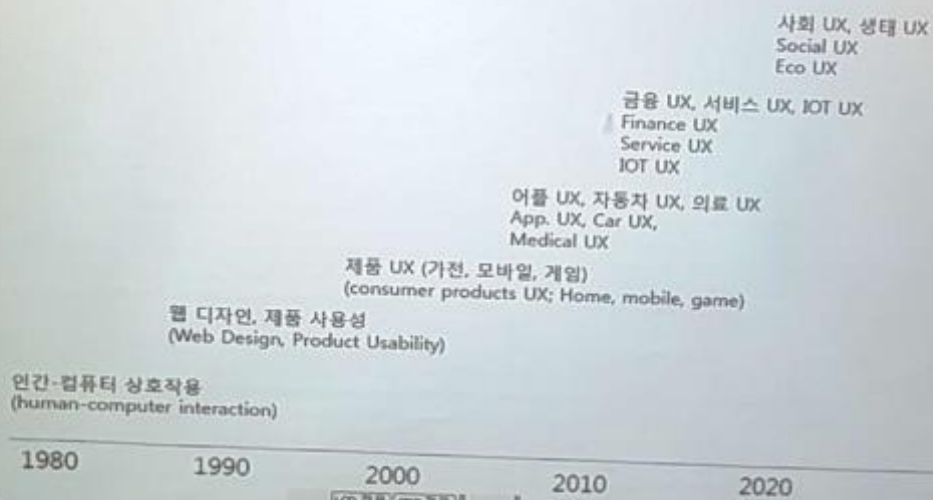 사회 UX, 생태 UX
Social UX
Eco UX
금융 UX, 서비스 UX, IOT UX
Finance UX
Service UX
IOT UX
어플 UX, 자동차 UX, 의료 UX
App. UX, Car UX,
Medical UX
제품 UX (가전, 모바일, 게임)
(consumer products UX; Home, mobile, game)
웹 디자인, 제품 사용성
(Web Design, Product Usability)
인간-컴퓨터 상호작용
(human-computer interaction)
1980 1990 2000 2010 2020